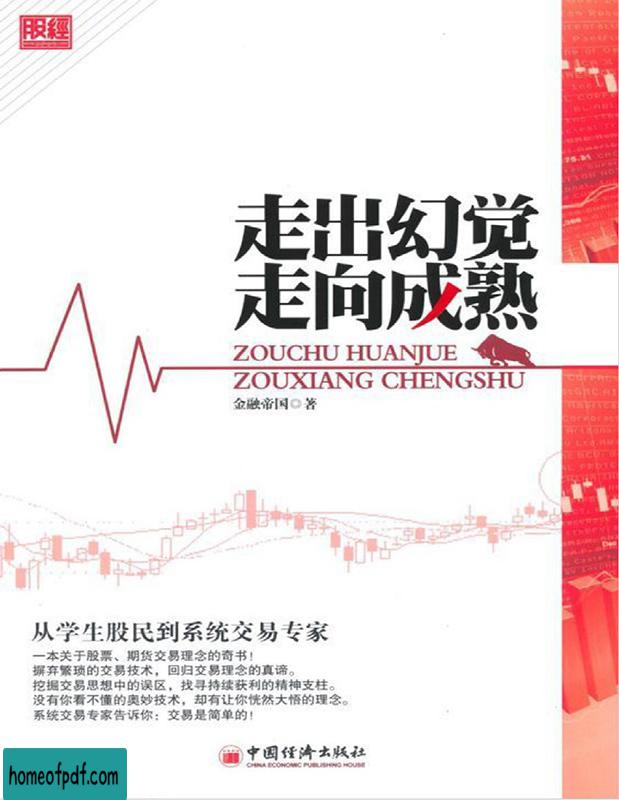 股經
走出幻觉
走向成熟
ZOUCHU HUANJUE
ZOUXIANG CHENGSHU
金融帝国◎著
从学生股民到系统交易专家
一本关于股票、期货交易理念的奇书!
摒弃繁琐的交易技术，回归交易理念的真谛。
挖掘交易思想中的误区，找寻持续获利的精神支柱。
没有你看不懂的奥妙技术，却有让你恍然大悟的理念。
系统交易专家告诉你：交易是简单的!
中国经济出版社
CHINA ECONOMIC PUBLISHING HOUSE
homeofpdf.com